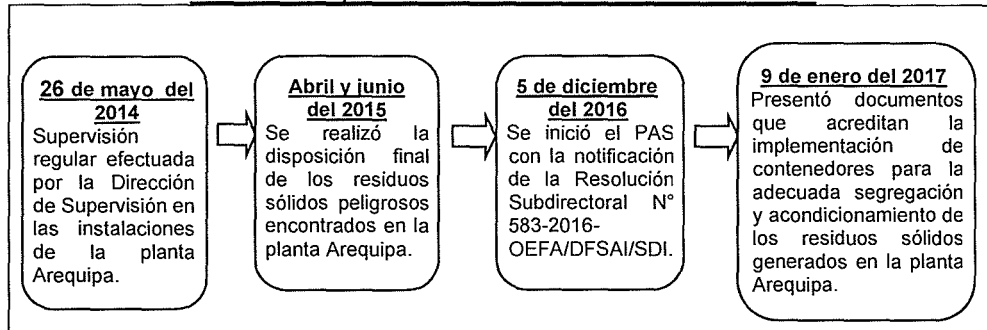 26 de mayo del
2014
Supervisión
regular efectuada
por la Dirección
de Supervisión en
las instalaciones
de la planta
Arequipa.
Abril y junio
del 2015
Se realizó la
disposición final
de los residuos
sólidos peligrosos
encontrados en la
planta Arequipa.
5 de diciembre
del 2016
Se inició el PAS
con la notificación
de la Resolución
Subdirectoral N°
583-2016-
OEFA/DFSAI/SDI.
9 de enero del 2017
Presentó documentos
que acreditan la
implementación de
contenedores para la
adecuada segregación
y acondicionamiento de
los residuos sólidos
generados en la planta
Arequipa.